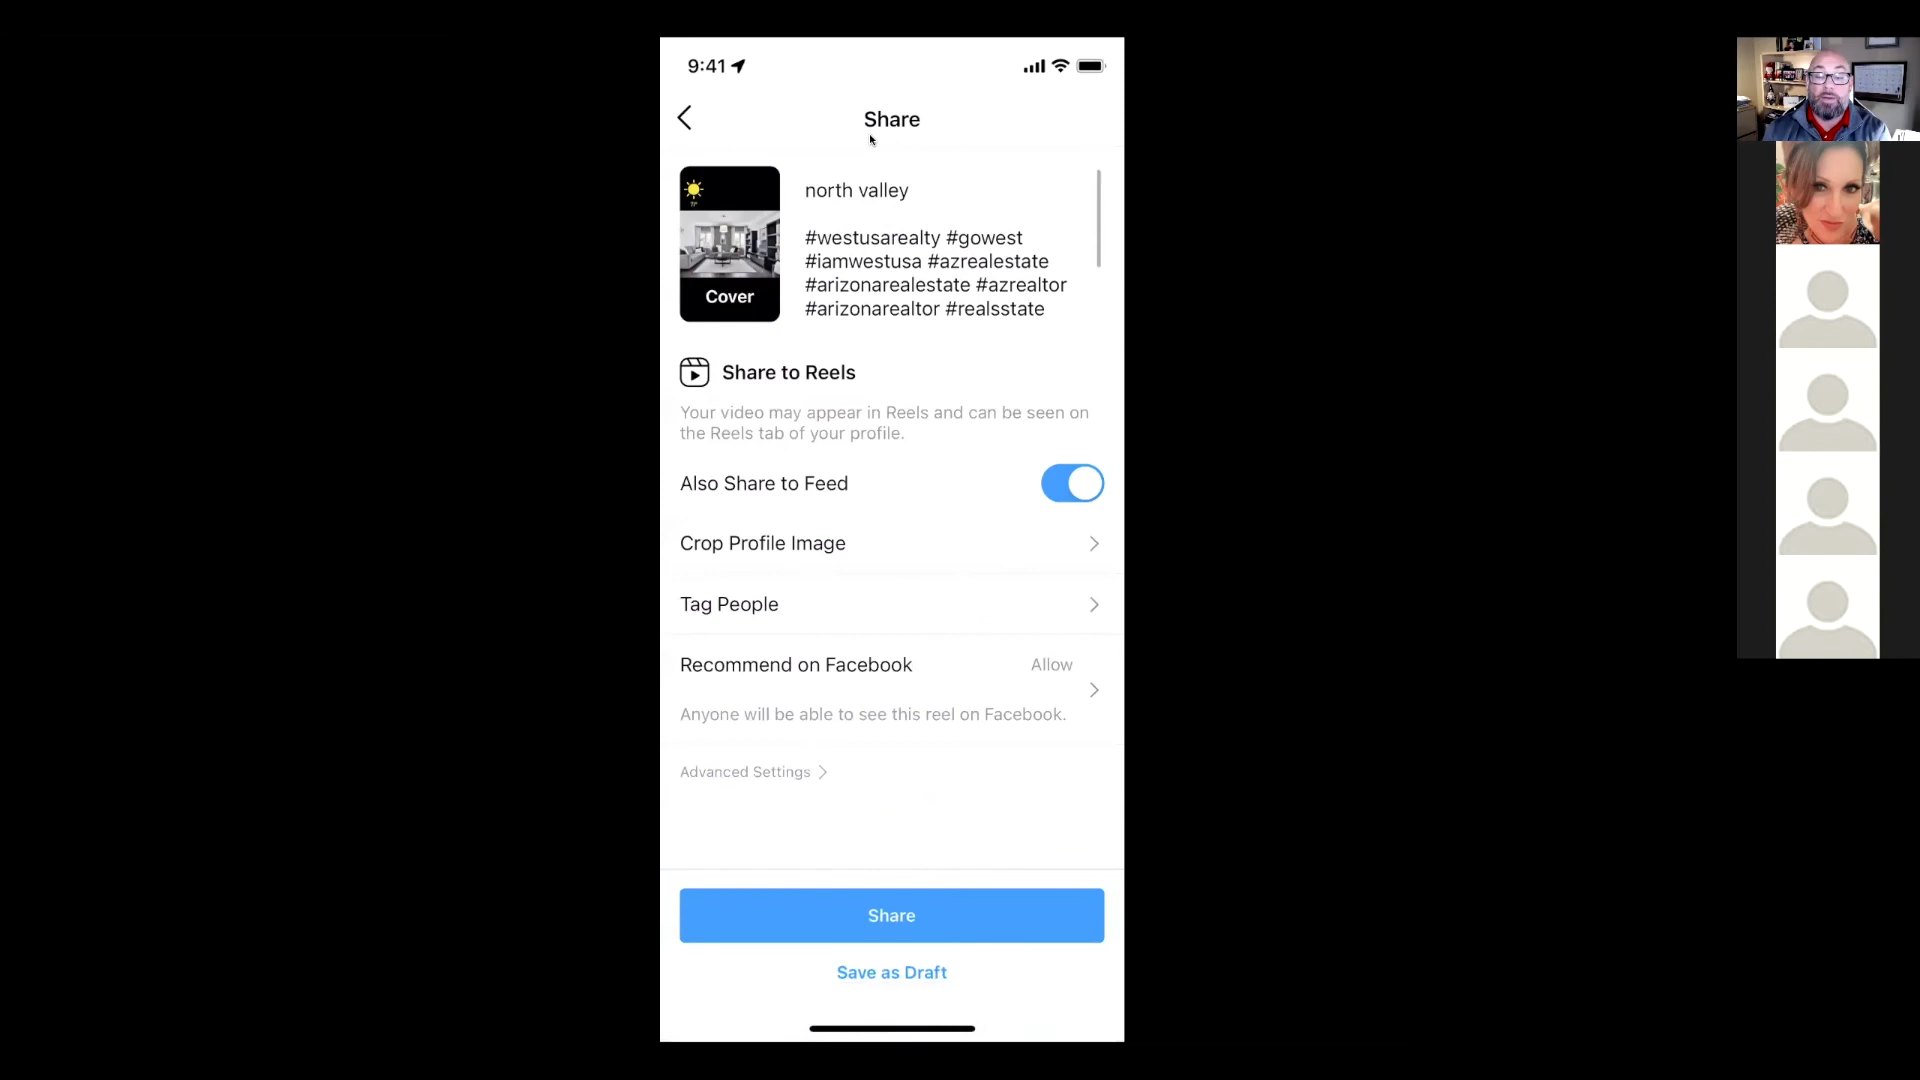 9:41
Share
north valley
#westusarealty #gowest
#iamwestusa #azrealestate
#arizonarealestate #azrealtor
#arizonarealtor #realsstate
Cover
Share to Reels
Your video may appear in Reels and can be seen on
the Reels tab of your profile.
Also Share to Feed
Crop Profile Image
Tag People
Recommend on Facebook
Allow
Anyone will be able to see this reel on Facebook.
Advanced Settings
Share
Save as Draft